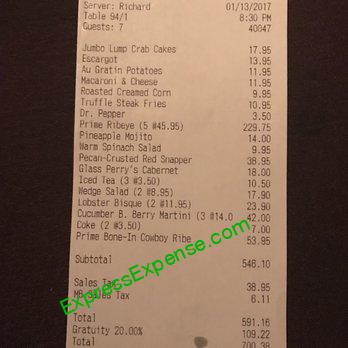 Server: Richard 01/13/2017
Table 94/1 8:30 PM
Guests: 7 40047
Jumbo Lump Crab Cakes 17.95
Escargot 13.95
Au Gratin Potatoes 11.95
Macaroni & Cheese 11.95
Roasted Creamed Corn 9.95
Truffle Steak Fries 10.95
Dr. Pepper 3.50
Prime Ribeye (5 @45.95) 229.75
Pineapple Mojito 14.00
Warm Spinach Salad 9.95
Pecan-Crusted Red Snapper 38.95
Glass Perry's Cabernet 18.00
Iced Tea (3 @3.50) 10.50
Wedge Salad (2 @8.95) 17.90
Lobster Bisque (2 @11.95) 23.90
Cucumber B. Berry Martini (3 @14.0 42.00
Coke (2 @3.50) 7.00
Prime Bone-In Cowboy Ribe 53.95
Subtotal 546.10
Sales Tax 38.95
MB Sales Tax 6.11
Total 591.16
Gratuity 20.00% 109.22
Total 700.38
ExpressExpense.com